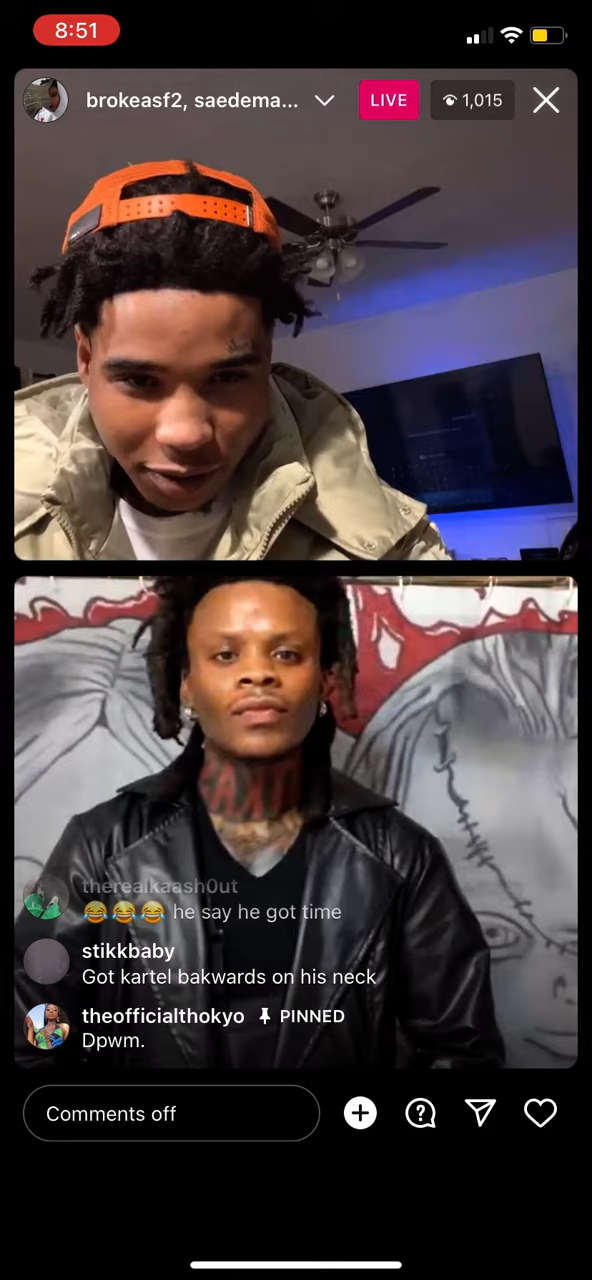 8:51
brokeasf2, saedema...
LIVE
1,015
therealkaash0ut
😂😂😂 he say he got time
stikkbaby
Got kartel bakwards on his neck
theofficialthokyo PINNED
Dpwm.
Comments off